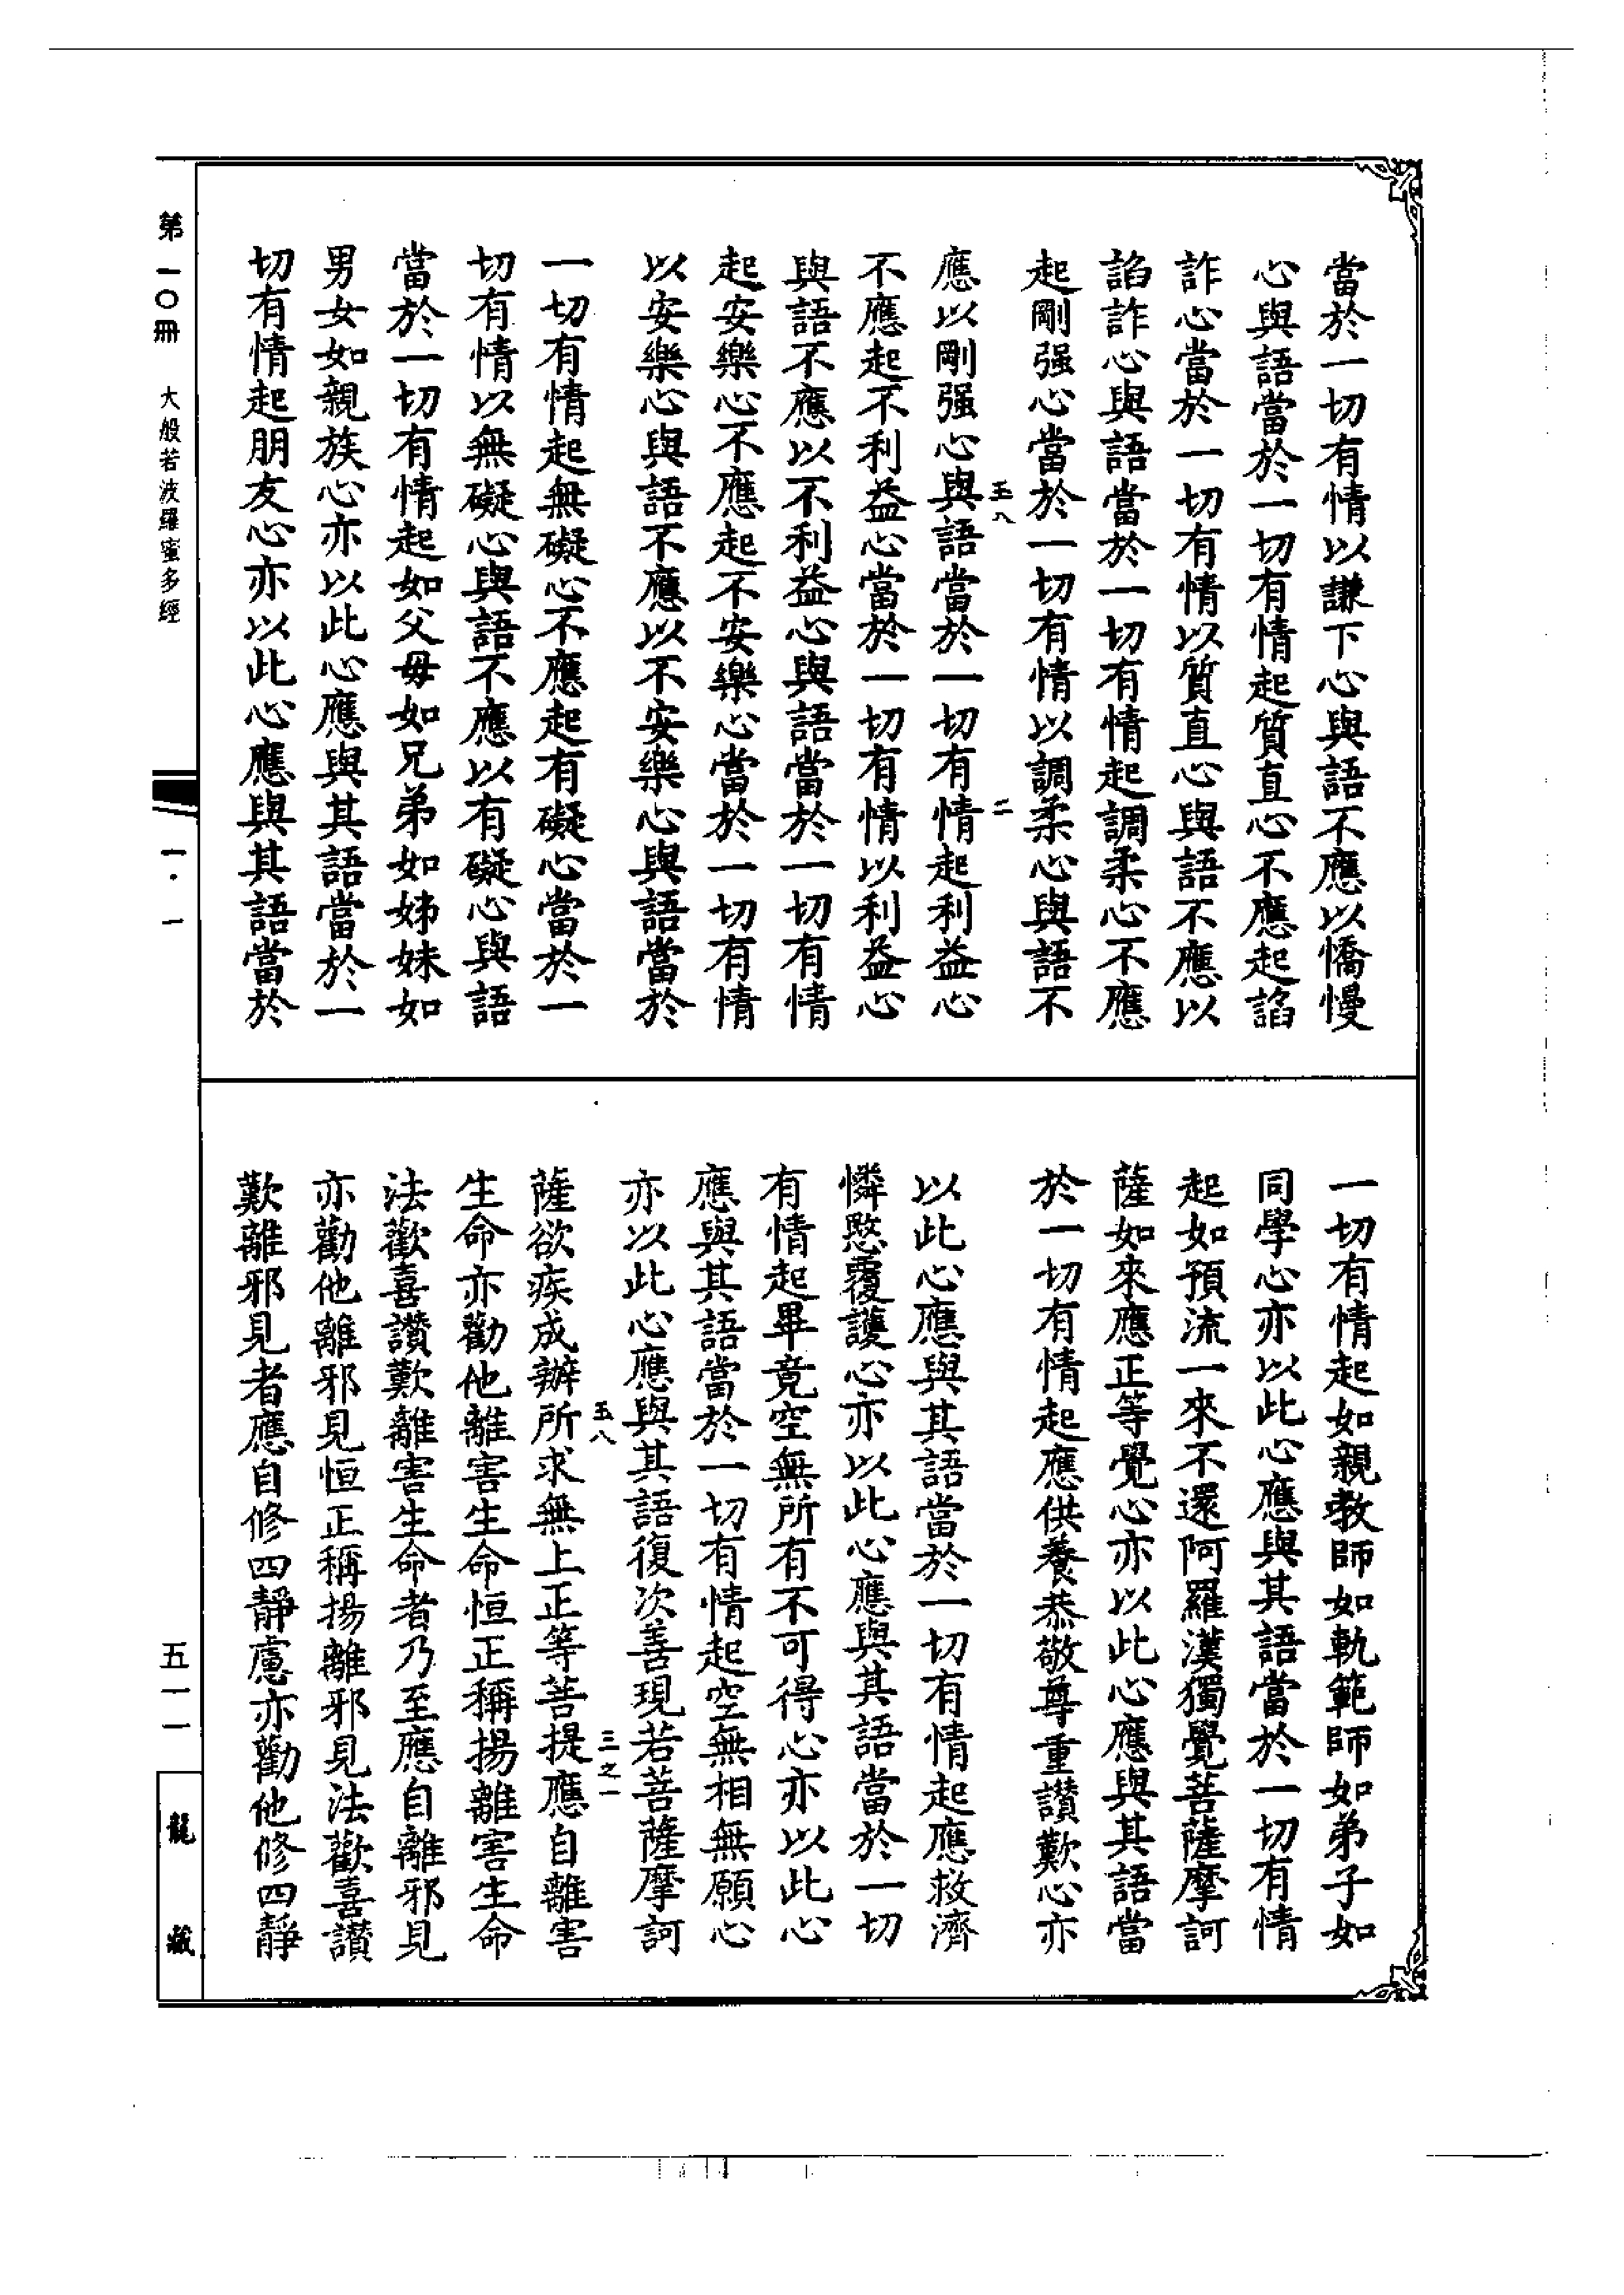 當於一切有情以謙下心與語不應以憍慢
心與語當於一切有情起質直心不應起諂
詐心當於一切有情以質直心與語不應以
諂詐心與語當於一切有情起調柔心不應
起剛强心當於一切有情以調柔心與語不
玉八
二
應以剛强心與語當於一切有情起利益心
不應起不利益心當於一切有情以利益心
與語不應以不利益心與語當於一切有情
起安樂心不應起不安樂心當於一切有情
以安樂心與語不應以不安樂心與語當於
一切有情起無礙心不應起有礙心當於一
切有情以無礙心與語不應以有礙心與語
當於一切有情起如父母如兄弟如姊妹如
男女如親族心亦以此心應與其語當於一
切有情起朋友心亦以此心應與其語當於
一切有情起如親教師如軌範師如弟子如
同學心亦以此心應與其語當於一切有情
起如預流一來不還阿羅漢獨覺菩薩摩訶
薩如來應正等覺心亦以此心應與其語當
於一切有情起應供養恭敬尊重讚歎心亦
以此心應與其語當於一切有情起應救濟
憐愍覆護心亦以此心應與其語當於一切
有情起畢竟空無所有不可得心亦以此心
應與其語當於一切有情起空無相無願心
亦以此心應與其語復次善現若菩薩摩訶
玉八
三之一
薩欲疾成辦所求無上正等菩提應自離害
生命亦勸他離害生命恒正稱揚離害生命
法歡喜讚歎離害生命者乃至應自離邪見
亦勸他離邪見恒正稱揚離邪見法歡喜讚
歎離邪見者應自修四靜慮亦勸他修四靜
第一〇冊 大般若波羅蜜多經
一·一
五一一
龍藏